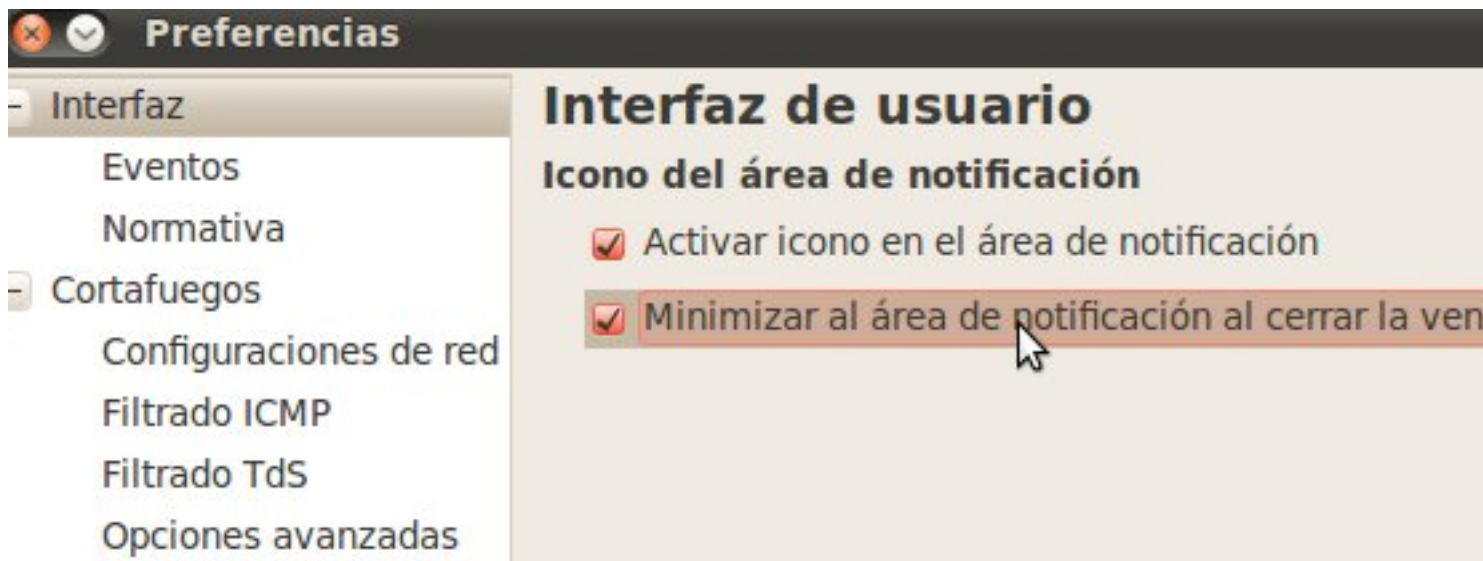 Preferencias
Interfaz
Eventos
Normativa
Cortafuegos
Configuraciones de red
Filtrado ICMP
Filtrado TdS
Opciones avanzadas
Interfaz de usuario
Icono del área de notificación
Activar icono en el área de notificación
Minimizar al área de notificación al cerrar la ven